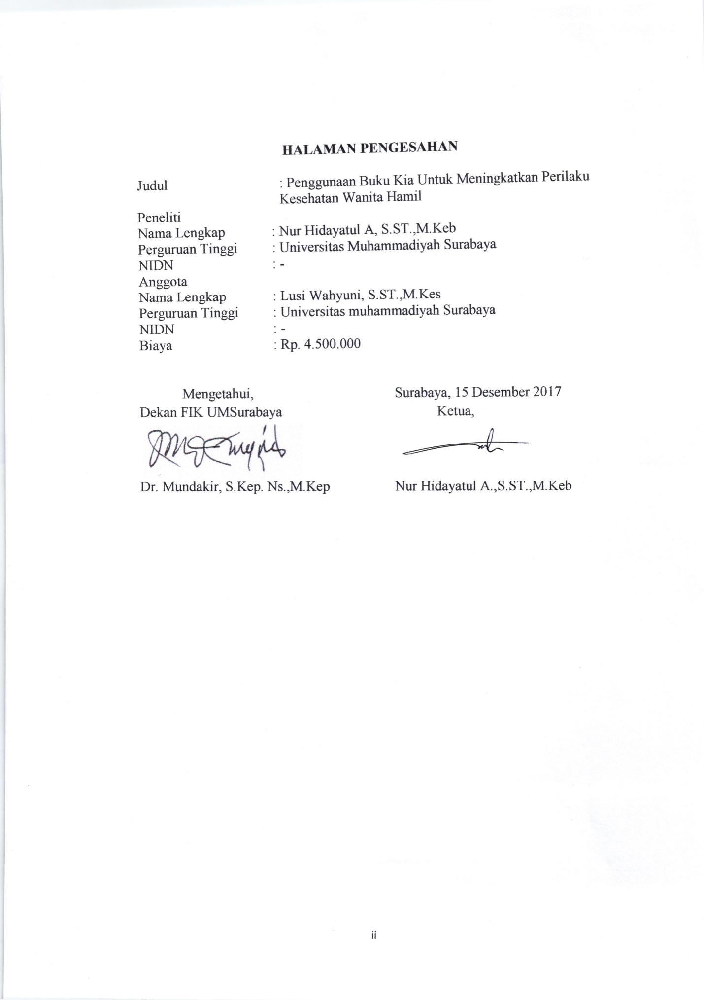 HALAMAN PENGESAHAN
Judul : Penggunaan Buku Kia Untuk Meningkatkan Perilaku
Kesehatan Wanita Hamil
Peneliti
Nama Lengkap : Nur Hidayatul A, S.ST.,M.Keb
Perguruan Tinggi : Universitas Muhammadiyah Surabaya
NIDN : -
Anggota
Nama Lengkap : Lusi Wahyuni, S.ST.,M.Kes
Perguruan Tinggi : Universitas muhammadiyah Surabaya
NIDN : -
Biaya : Rp. 4.500.000
Mengetahui,
Dekan FIK UMSurabaya
Dr. Mundakir, S.Kep. Ns.,M.Kep
Surabaya, 15 Desember 2017
Ketua,
Nur Hidayatul A.,S.ST.,M.Keb
ii